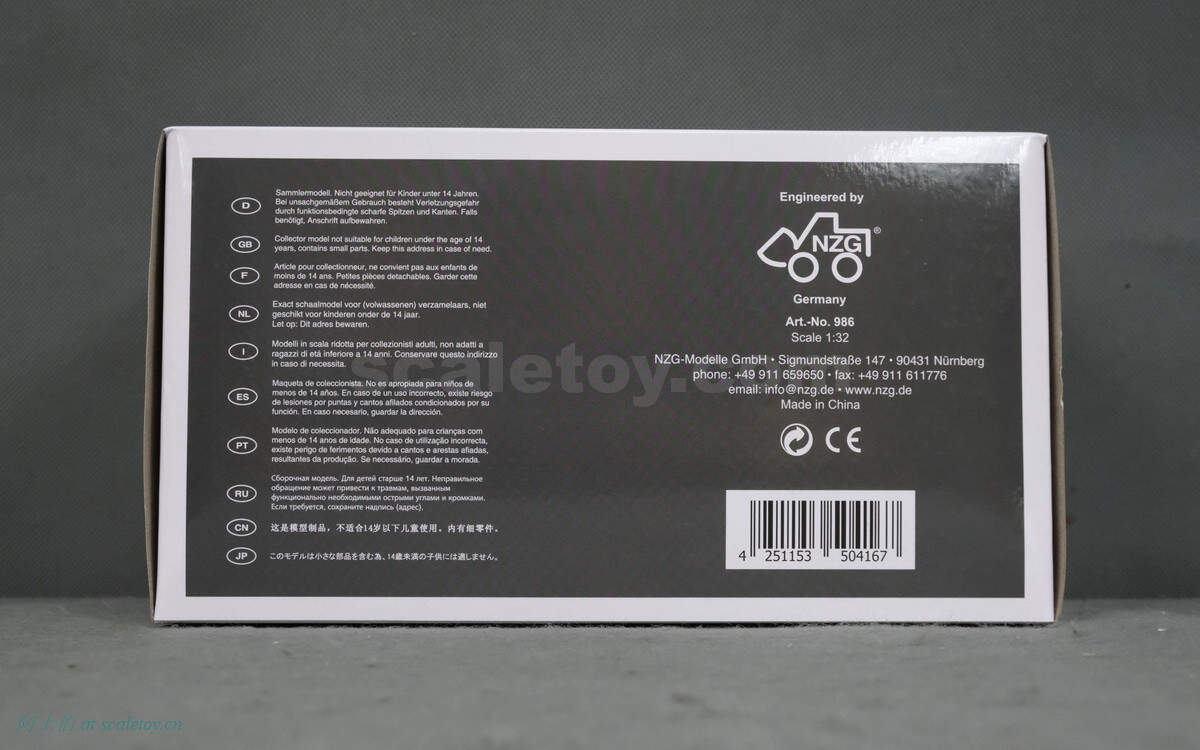 D
Sammlermodell. Nicht geeignet für Kinder unter 14 Jahren.
Bei unsachgemäßem Gebrauch besteht Verletzungsgefahr
durch funktionsbedingte scharfe Spitzen und Kanten. Falls
benötigt, Anschrift aufbewahren.
GB
Collector model not suitable for children under the age of 14
years, contains small parts. Keep this address in case of need.
F
Article pour collectionneur, ne convient pas aux enfants de
moins de 14 ans. Petites pièces detachables. Garder cette
adresse en cas de nécessité.
NL
Exact schaalmodel voor (volwassenen) verzamelaars, niet
geschikt voor kinderen onder de 14 jaar.
Let op: Dit adres bewaren.
I
Modelli in scala ridotta per collezionisti adulti, non adatti a
ragazzi di etá inferiore a 14 anni. Conservare questo indirizzo
in caso di necessita.
ES
Maqueta de coleccionista. No es apropiada para niños de
menos de 14 años. En caso de un uso incorrecto, existe riesgo
de lesiones por puntas y cantos afilados condicionados por su
función. En caso necesario, guardar la dirección.
PT
Modelo de coleccionador. Não adequado para crianças com
menos de 14 anos de idade. No caso de utilização incorrecta,
existe perigo de ferimentos devido a cantos e arestas afiadas,
resultantes da produção. Se necessário, guardar a morada.
RU
Сборочная модель. Для детей старше 14 лет. Неправильное
обращение может привести к травмам, вызванным
функционально необходимыми острыми углами и кромками.
Если требуется, сохраните надпись (адрес).
CN
这是模型制品，不适合14岁以下儿童使用。内有细零件。
JP
このモデルは小さな部品を含む為、14歳未満の子供には適しません。
Engineered by
NZG®
Germany
Art.-No. 986
Scale 1:32
NZG-Modelle GmbH • Sigmundstraße 147 • 90431 Nürnberg
phone: +49 911 659650 • fax: +49 911 611776
email: info@nzg.de • www.nzg.de
Made in China
CE
4 251153 504167
scaletoy.
at scaletoy.cn